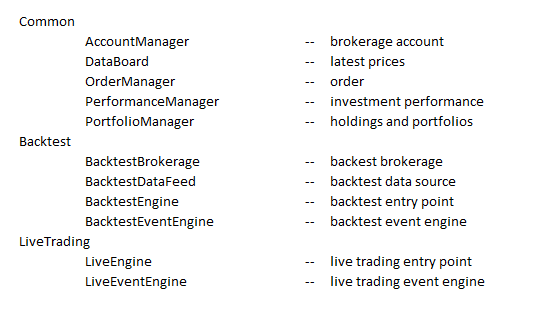 Common
AccountManager -- brokerage account
DataBoard -- latest prices
OrderManager -- order
PerformanceManager -- investment performance
PortfolioManager -- holdings and portfolios
Backtest
BacktestBrokerage -- backest brokerage
BacktestDataFeed -- backtest data source
BacktestEngine -- backtest entry point
BacktestEventEngine -- backtest event engine
LiveTrading
LiveEngine -- live trading entry point
LiveEventEngine -- live trading event engine